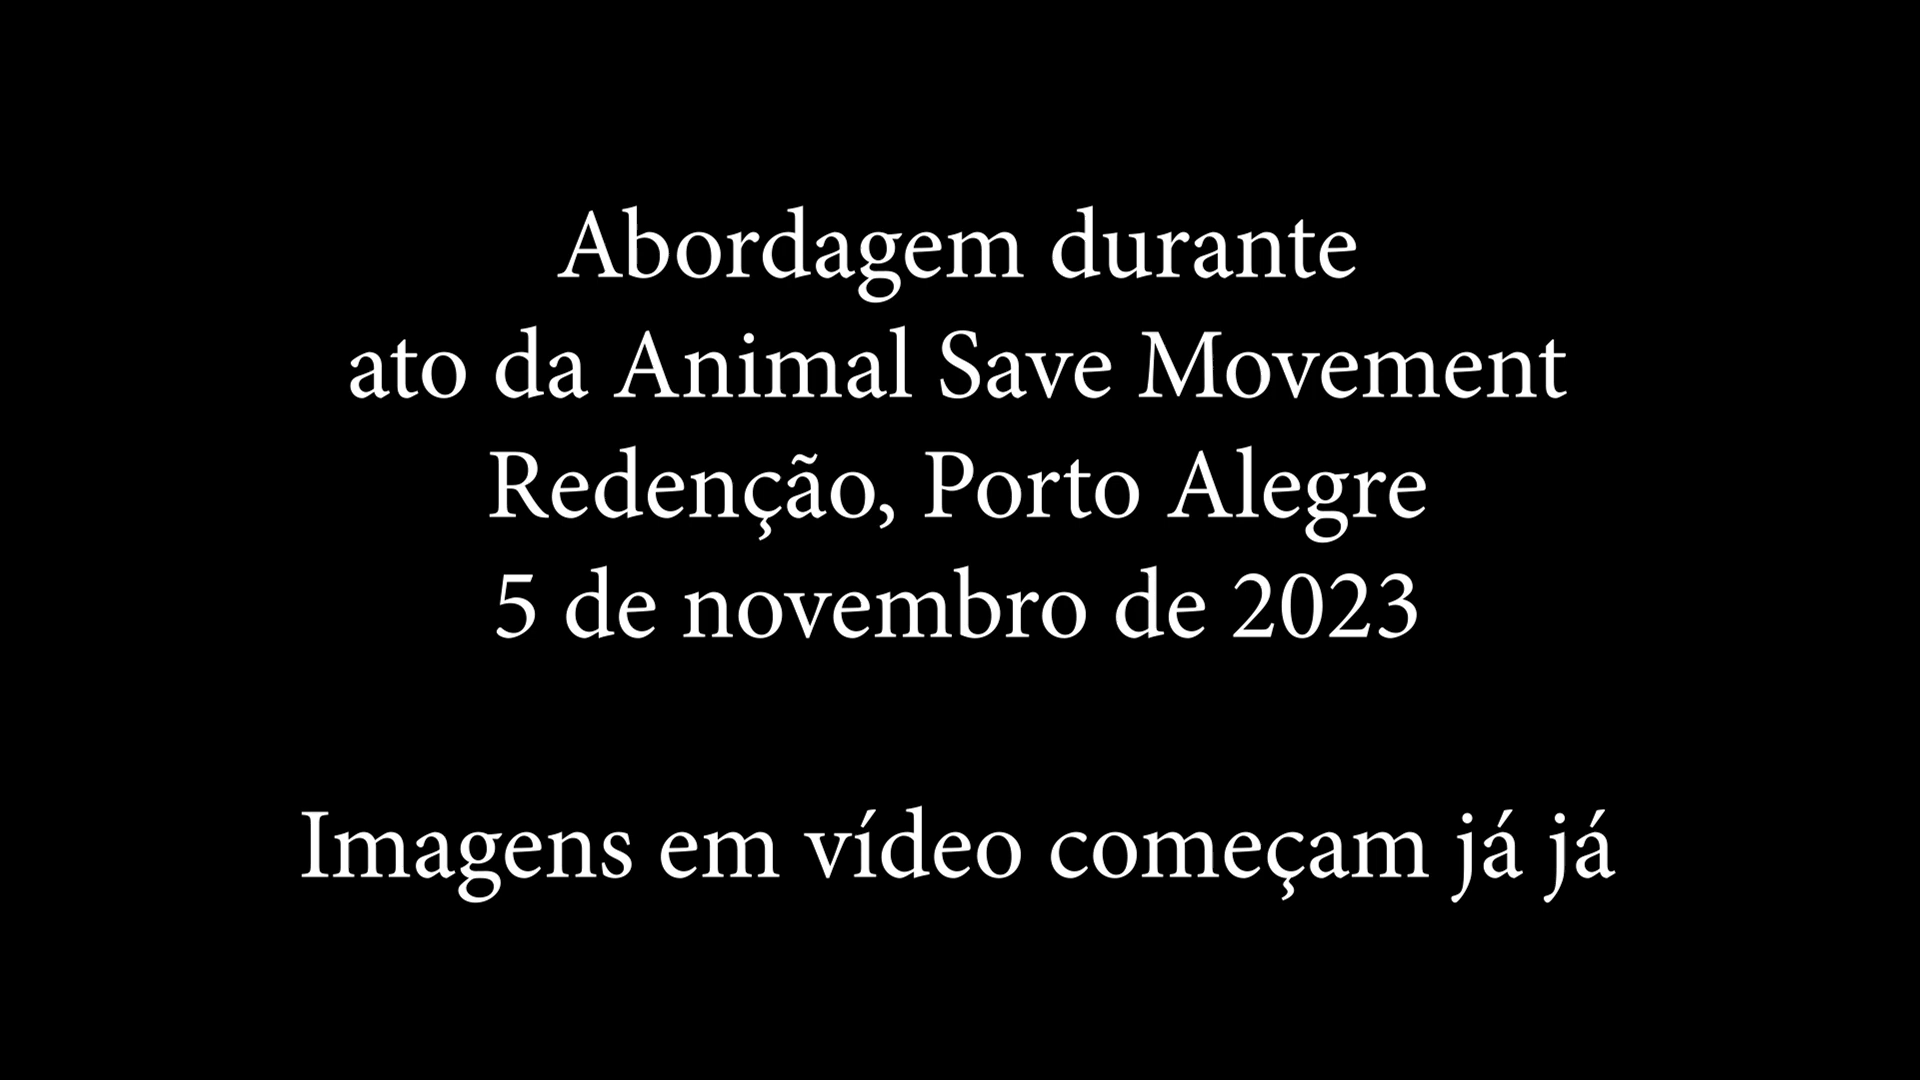 Abordagem durante
ato da Animal Save Movement
Redenção, Porto Alegre
5 de novembro de 2023
Imagens em vídeo começam já já